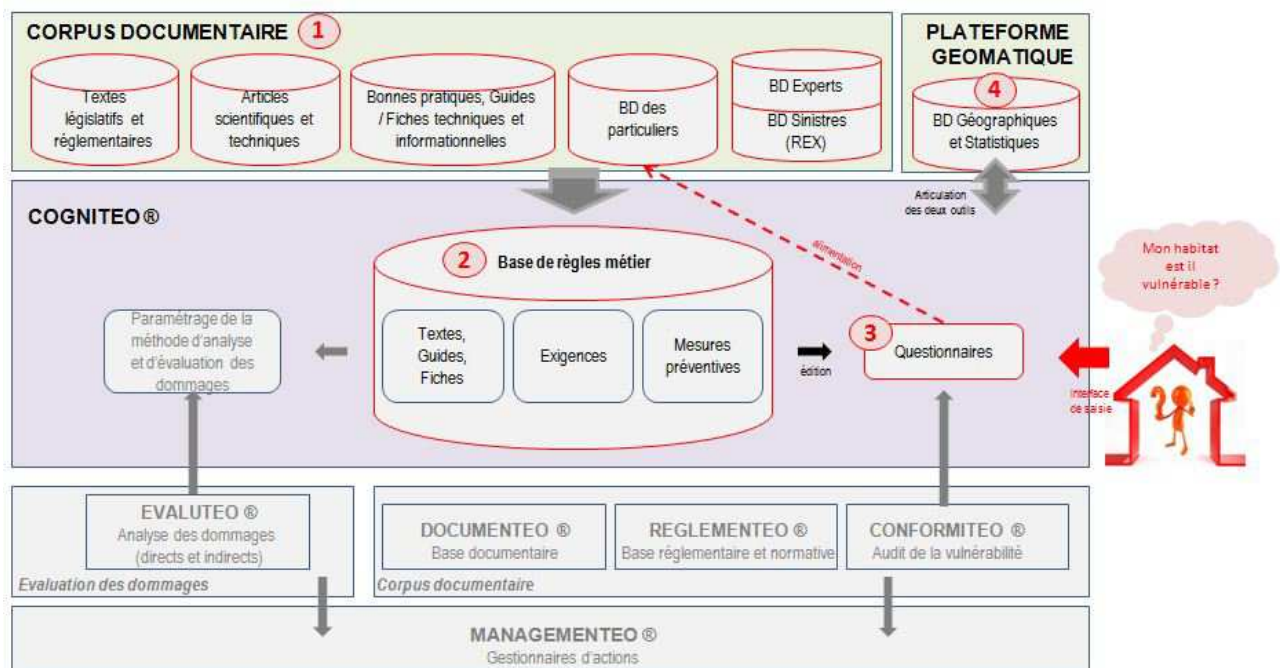 CORPUS DOCUMENTAIRE 1
Textes
législatifs et
réglementaires
Articles
scientifiques et
techniques
Bonnes pratiques, Guides
/ Fiches techniques et
informationnelles
BD des
particuliers
BD Experts
BD Sinistres
(REX)
PLATEFORME
GEOMATIQUE
4
BD Géographiques
et Statistiques
Articulation
des deux outils
COGNITEO ®
2 Base de règles métier
Textes,
Guides,
Fiches
Exigences
Mesures
préventives
Paramétrage de la
méthode d'analyse
et d'évaluation des
dommages
édition
alimentation
3
Questionnaires
Mon habitat
est il
vulnérable ?
Interface
de saisie
EVALUTEO ®
Analyse des dommages
(directs et indirects)
Evaluation des dommages
DOCUMENTEO ®
Base documentaire
REGLEMENTEO ®
Base règlementaire et normative
CONFORMITEO ®
Audit de la vulnérabilité
Corpus documentaire
MANAGEMENTEO ®
Gestionnaires d'actions